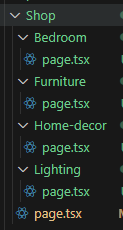 Shop
Bedroom
page.tsx
Furniture
page.tsx
Home-decor
page.tsx
Lighting
page.tsx
page.tsx